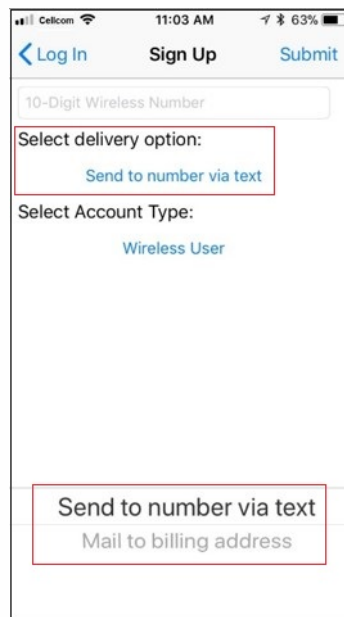 Cellcom 11:03 AM 63%
Log In Sign Up Submit
10-Digit Wireless Number
Select delivery option:
Send to number via text
Select Account Type:
Wireless User
Send to number via text
Mail to billing address